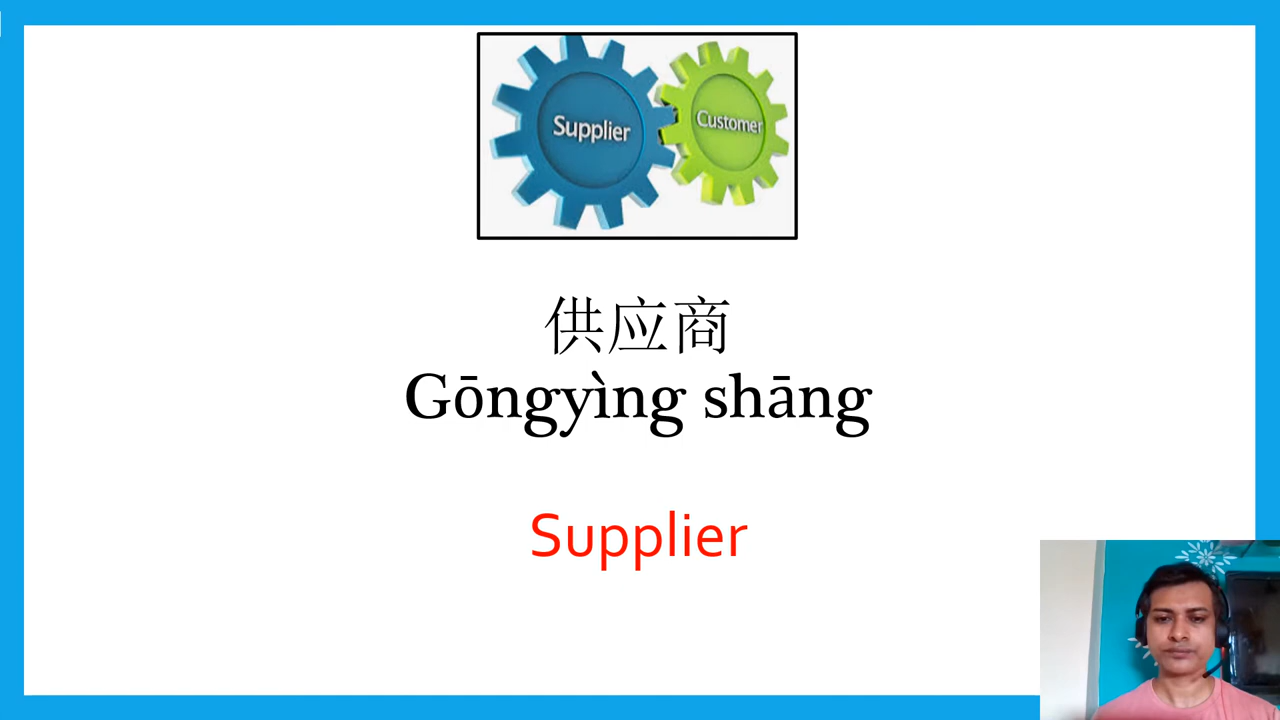 Supplier
Customer
供应商
Gōngyìng shāng
Supplier